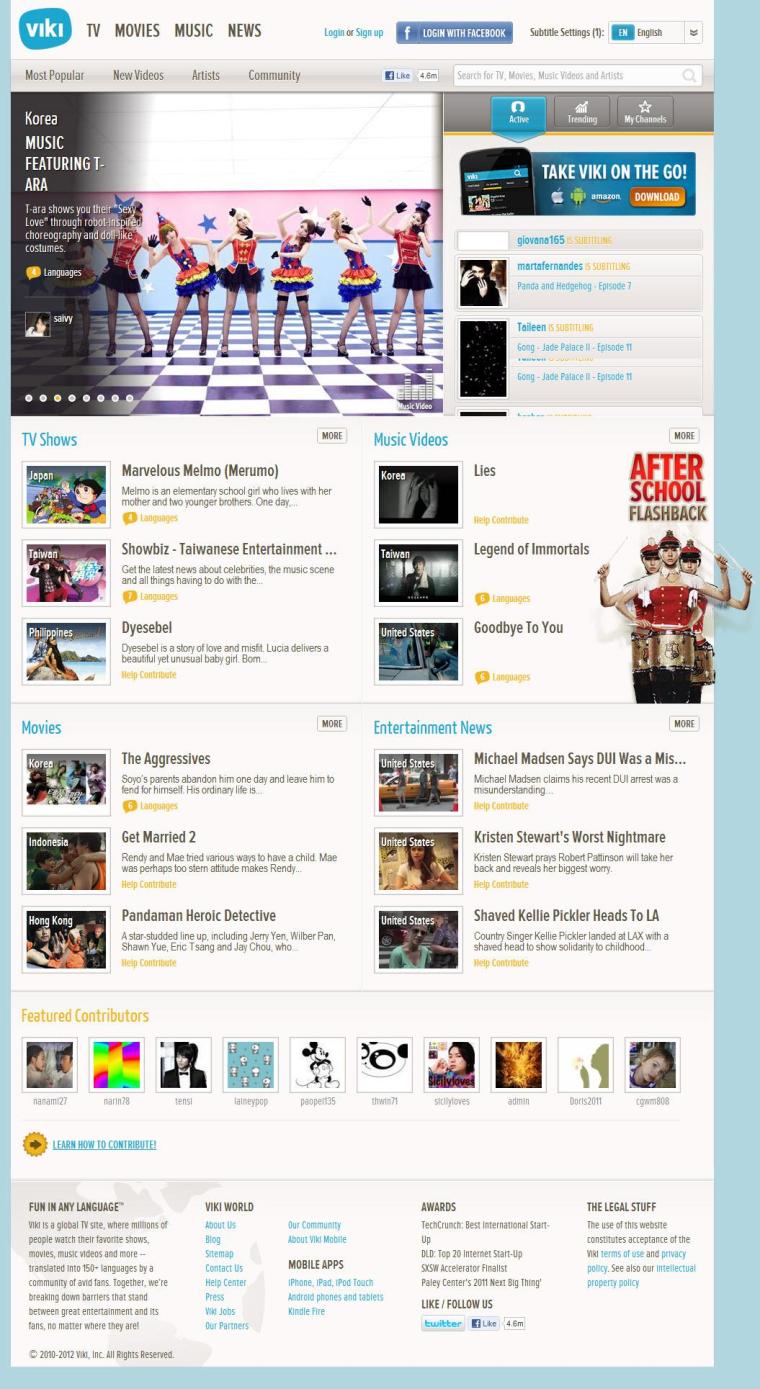 viki TV MOVIES MUSIC NEWS
Login or Sign up
f LOGIN WITH FACEBOOK
Subtitle Settings (1): EN English
Most Popular New Videos Artists Community
Like 4.6m
Search for TV, Movies, Music Videos and Artists
Korea
MUSIC
FEATURING T-
ARA
T-ara shows you their "Sexy
Love" through robot-inspired
choreography and doll-like
costumes.
4 Languages
saivy
Music Video
Active Trending My Channels
TAKE VIKI ON THE GO!
amazon DOWNLOAD
giovana165 IS SUBTITLING
martafernandes IS SUBTITLING
Panda and Hedgehog - Episode 7
Taileen IS SUBTITLING
Gong - Jade Palace II - Episode 11
Gong - Jade Palace II - Episode 11
TV Shows MORE
Japan
Marvelous Melmo (Merumo)
Melmo is an elementary school girl who lives with her
mother and two younger brothers. One day,...
4 Languages
Taiwan
Showbiz - Taiwanese Entertainment ...
Get the latest news about celebrities, the music scene
and all things having to do with the...
7 Languages
Philippines
Dyesebel
Dyesebel is a story of love and misfit. Lucia delivers a
beautiful yet unusual baby girl. Born...
Help Contribute
Music Videos MORE
Korea
Lies
Help Contribute
Taiwan
Legend of Immortals
6 Languages
United States
Goodbye To You
6 Languages
AFTER
SCHOOL
FLASHBACK
Movies MORE
Korea
The Aggressives
Soyo's parents abandon him one day and leave him to
fend for himself. His ordinary life is...
6 Languages
Indonesia
Get Married 2
Rendy and Mae tried various ways to have a child. Mae
was perhaps too stern attitude makes Rendy...
Help Contribute
Hong Kong
Pandaman Heroic Detective
A star-studded line up, including Jerry Yen, Wilber Pan,
Shawn Yue, Eric Tsang and Jay Chou, who...
Help Contribute
Entertainment News MORE
United States
Michael Madsen Says DUI Was a Mis...
Michael Madsen claims his recent DUI arrest was a
misunderstanding...
Help Contribute
United States
Kristen Stewart's Worst Nightmare
Kristen Stewart prays Robert Pattinson will take her
back and reveals her biggest worry.
Help Contribute
United States
Shaved Kellie Pickler Heads To LA
Country Singer Kellie Pickler landed at LAX with a
shaved head to show solidarity to childhood...
Help Contribute
Featured Contributors
Sicilyloves
nanami27 narin78 tensi laineypop paopei135 thwin71 sicilyloves admin Doris2011 cgwm808
LEARN HOW TO CONTRIBUTE!
FUN IN ANY LANGUAGE™
Viki is a global TV site, where millions of
people watch their favorite shows,
movies, music videos and more --
translated into 150+ languages by a
community of avid fans. Together, we're
breaking down barriers that stand
between great entertainment and its
fans, no matter where they are!
© 2010-2012 Viki, Inc. All Rights Reserved.
VIKI WORLD
About Us
Blog
Sitemap
Contact Us
Help Center
Press
Viki Jobs
Our Partners
Our Community
About Viki Mobile
MOBILE APPS
iPhone, iPad, iPod Touch
Android phones and tablets
Kindle Fire
AWARDS
TechCrunch: Best International Start-
Up
DLD: Top 20 Internet Start-Up
SXSW Accelerator Finalist
Paley Center's 2011 Next Big Thing'
LIKE / FOLLOW US
twitter Like 4.6m
THE LEGAL STUFF
The use of this website
constitutes acceptance of the
Viki terms of use and privacy
policy. See also our intellectual
property policy